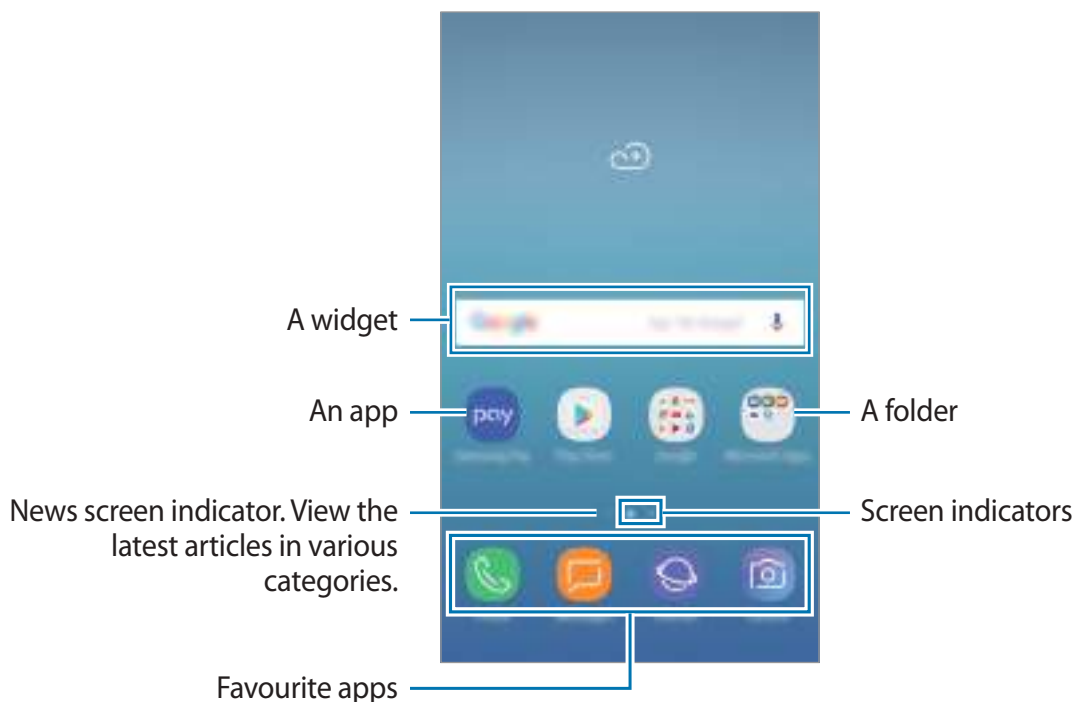 A widget
Google
An app
pay
A folder
News screen indicator. View the
latest articles in various
categories.
Screen indicators
Favourite apps